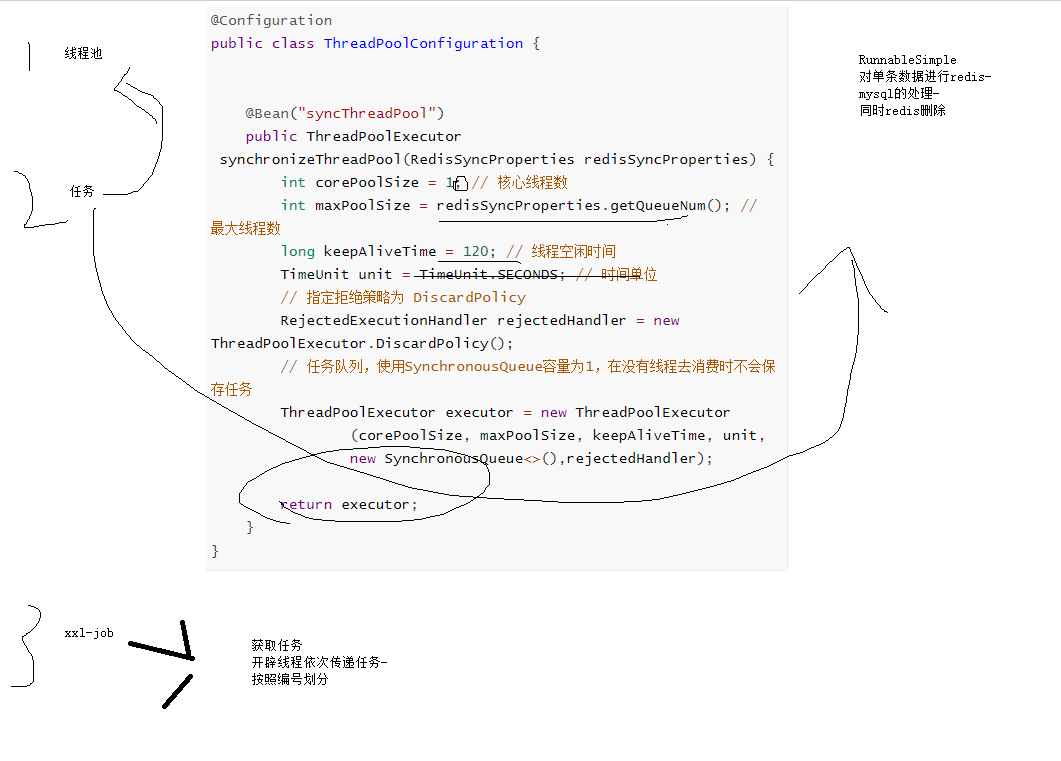 1
线程池
2
任务
@Configuration
public class ThreadPoolConfiguration {
@Bean("syncThreadPool")
public ThreadPoolExecutor
synchronizeThreadPool(RedisSyncProperties redisSyncProperties) {
int corePoolSize = 1; // 核心线程数
int maxPoolSize = redisSyncProperties.getQueueNum(); //
最大线程数
long keepAliveTime = 120; // 线程空闲时间
TimeUnit unit = TimeUnit.SECONDS; // 时间单位
// 指定拒绝策略为 DiscardPolicy
RejectedExecutionHandler rejectedHandler = new
ThreadPoolExecutor.DiscardPolicy();
// 任务队列，使用SynchronousQueue容量为1，在没有线程去消费时不会保
存任务
ThreadPoolExecutor executor = new ThreadPoolExecutor
(corePoolSize, maxPoolSize, keepAliveTime, unit,
new SynchronousQueue<>(),rejectedHandler);
return executor;
}
}
RunnableSimple
对单条数据进行redis-
mysql的处理-
同时redis删除
3
xxl-job
获取任务
开辟线程依次传递任务-
按照编号划分